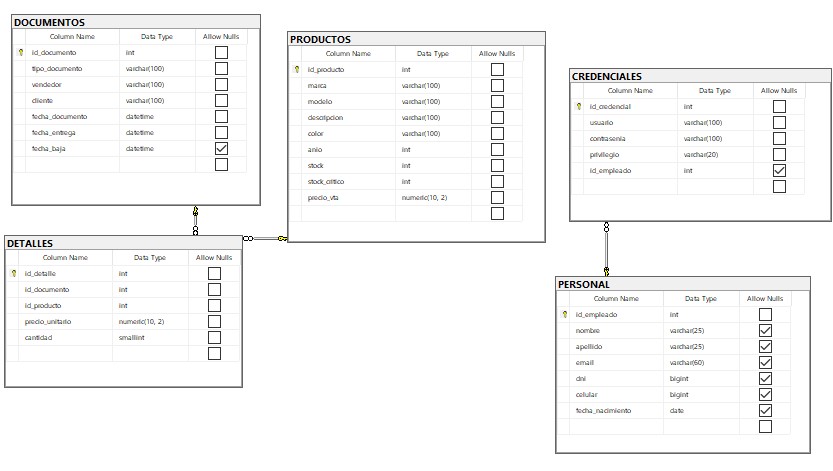 DOCUMENTOS
Column Name Data Type Allow Nulls
id_documento int
tipo_documento varchar(100)
vendedor varchar(100)
cliente varchar(100)
fecha_documento datetime
fecha_entrega datetime
fecha_baja datetime
PRODUCTOS
Column Name Data Type Allow Nulls
id_producto int
marca varchar(100)
modelo varchar(100)
descripcion varchar(100)
color varchar(100)
anio int
stock int
stock_critico int
precio_vta numeric(10, 2)
CREDENCIALES
Column Name Data Type Allow Nulls
id_credencial int
usuario varchar(100)
contrasenia varchar(100)
privilegio varchar(20)
id_empleado int
DETALLES
Column Name Data Type Allow Nulls
id_detalle int
id_documento int
id_producto int
precio_unitario numeric(10, 2)
cantidad smallint
PERSONAL
Column Name Data Type Allow Nulls
id_empleado int
nombre varchar(25)
apellido varchar(25)
email varchar(60)
dni bigint
celular bigint
fecha_nacimiento date